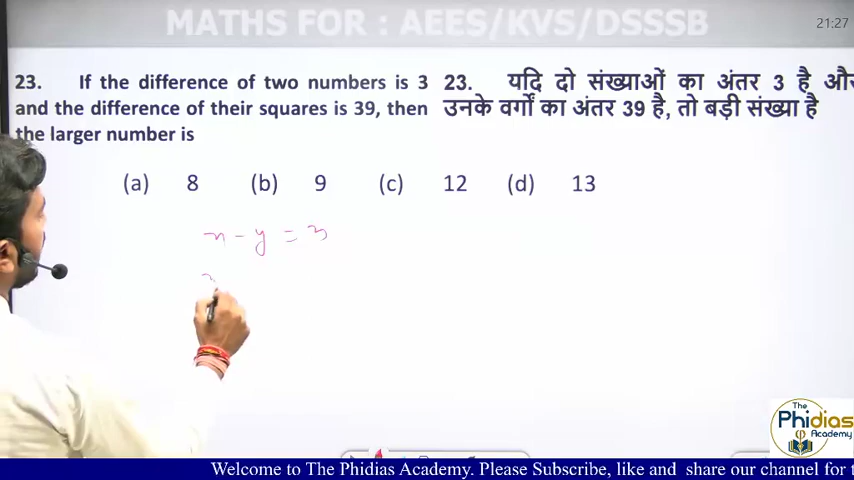 MATHS FOR : AEES/KVS/DSSSB
21:27
23. If the difference of two numbers is 3
and the difference of their squares is 39, then
the larger number is
23. यदि दो संख्याओं का अंतर 3 है और
उनके वर्गों का अंतर 39 है, तो बड़ी संख्या है
(a) 8 (b) 9 (c) 12 (d) 13
x - y = 3
The
Phidias
Academy
Welcome to The Phidias Academy. Please Subscribe, like and share our channel for